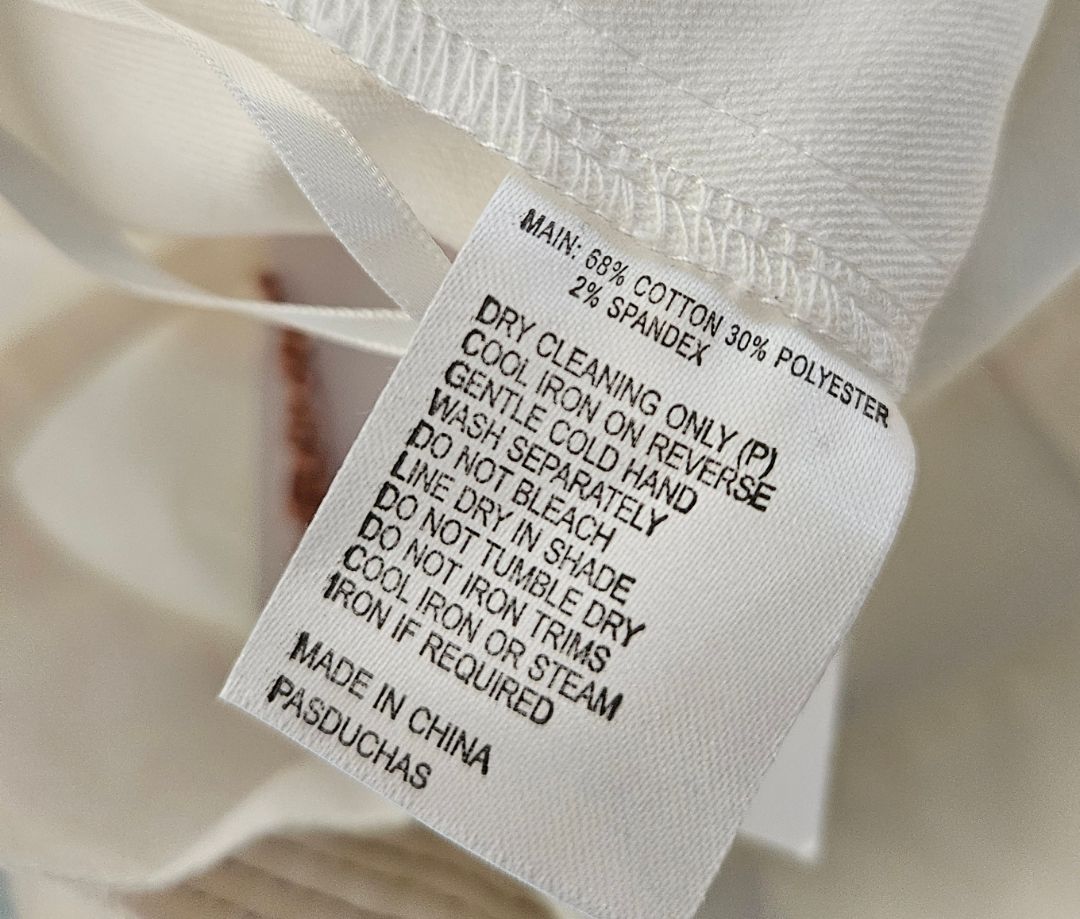 MAIN: 68% COTTON 30% POLYESTER
2% SPANDEX
DRY CLEANING ONLY (P)
COOL IRON ON REVERSE
GENTLE COLD HAND
WASH SEPARATELY
DO NOT BLEACH
LINE DRY IN SHADE
DO NOT TUMBLE DRY
DO NOT IRON TRIMS
COOL IRON OR STEAM
IRON IF REQUIRED
MADE IN CHINA
PASDUCHAS